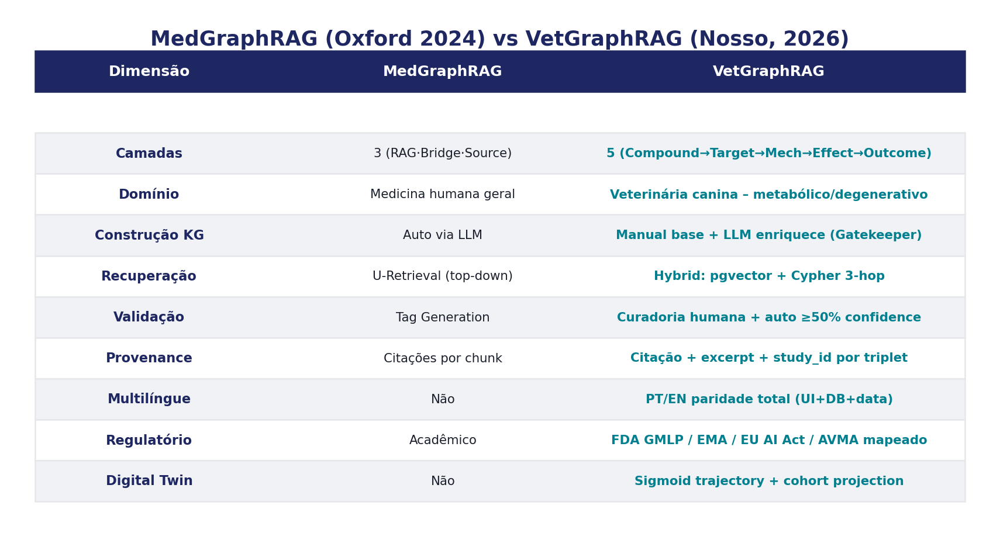 MedGraphRAG (Oxford 2024) vs VetGraphRAG (Nosso, 2026)
Dimensão MedGraphRAG VetGraphRAG
Camadas 3 (RAG·Bridge·Source) 5 (Compound→Target→Mech→Effect→Outcome)
Domínio Medicina humana geral Veterinária canina – metabólico/degenerativo
Construção KG Auto via LLM Manual base + LLM enriquece (Gatekeeper)
Recuperação U-Retrieval (top-down) Hybrid: pgvector + Cypher 3-hop
Validação Tag Generation Curadoria humana + auto ≥50% confidence
Provenance Citações por chunk Citação + excerpt + study_id por triplet
Multilíngue Não PT/EN paridade total (UI+DB+data)
Regulatório Acadêmico FDA GMLP / EMA / EU AI Act / AVMA mapeado
Digital Twin Não Sigmoid trajectory + cohort projection